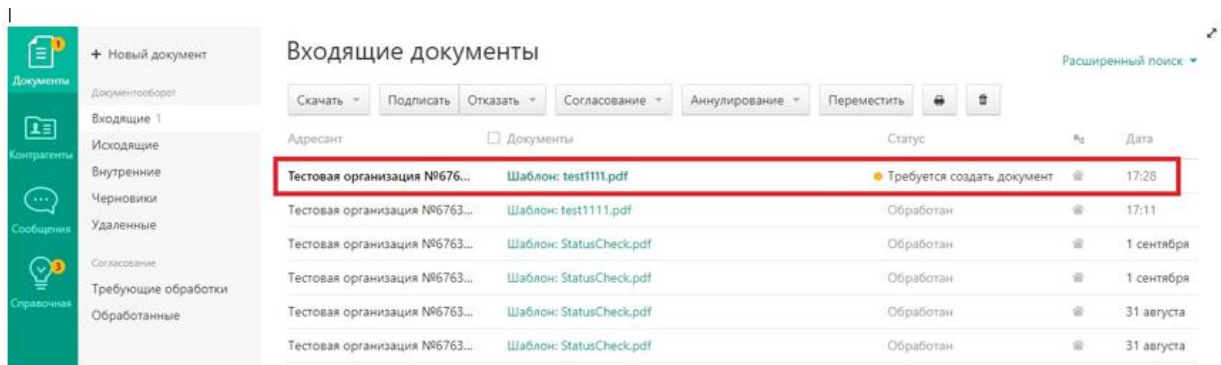 1
Документы
Контрагенты
Сообщения
3
Справочная
+ Новый документ
Документооборот
Входящие 1
Исходящие
Внутренние
Черновики
Удаленные
Согласование
Требующие обработки
Обработанные
Входящие документы
Расширенный поиск
Скачать Подписать Отказать Согласование Аннулирование Переместить
Адресант Документы Статус Дата
Тестовая организация №676... Шаблон: test1111.pdf Требуется создать документ 17:28
Тестовая организация №6763... Шаблон: test1111.pdf Обработан 17:11
Тестовая организация №6763... Шаблон: StatusCheck.pdf Обработан 1 сентября
Тестовая организация №6763... Шаблон: StatusCheck.pdf Обработан 1 сентября
Тестовая организация №6763... Шаблон: StatusCheck.pdf Обработан 31 августа
Тестовая организация №6763... Шаблон: StatusCheck.pdf Обработан 31 августа